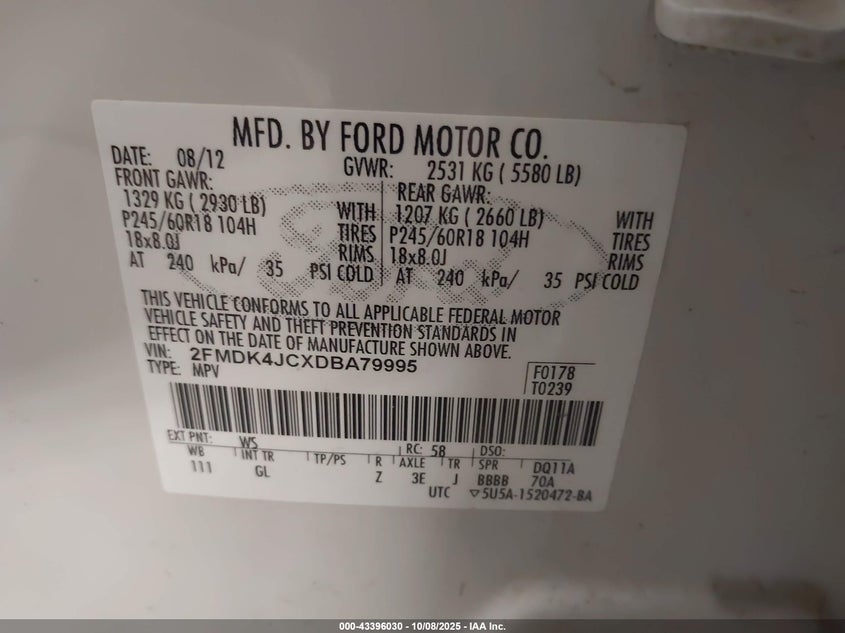 MFD. BY FORD MOTOR CO.
DATE: 08/12 GVWR: 2531 KG ( 5580 LB)
FRONT GAWR: REAR GAWR:
1329 KG ( 2930 LB) WITH 1207 KG ( 2660 LB) WITH
P245/60R18 104H TIRES P245/60R18 104H TIRES
18x8.0J RIMS 18x8.0J RIMS
AT 240 kPa/ 35 PSI COLD AT 240 kPa/ 35 PSI COLD
THIS VEHICLE CONFORMS TO ALL APPLICABLE FEDERAL MOTOR
VEHICLE SAFETY AND THEFT PREVENTION STANDARDS IN
EFFECT ON THE DATE OF MANUFACTURE SHOWN ABOVE.
VIN: 2FMDK4JCXDBA79995 F0178
TYPE: MPV T0239
EXT PNT: WS RC: 58 DSO:
WB INT TR TP/PS R AXLE TR SPR DQ11A
111 GL Z 3E J BBBB 70A
UTC ▽5U5A-1520472-BA
000-43396030 - 10/08/2025 - IAA Inc.